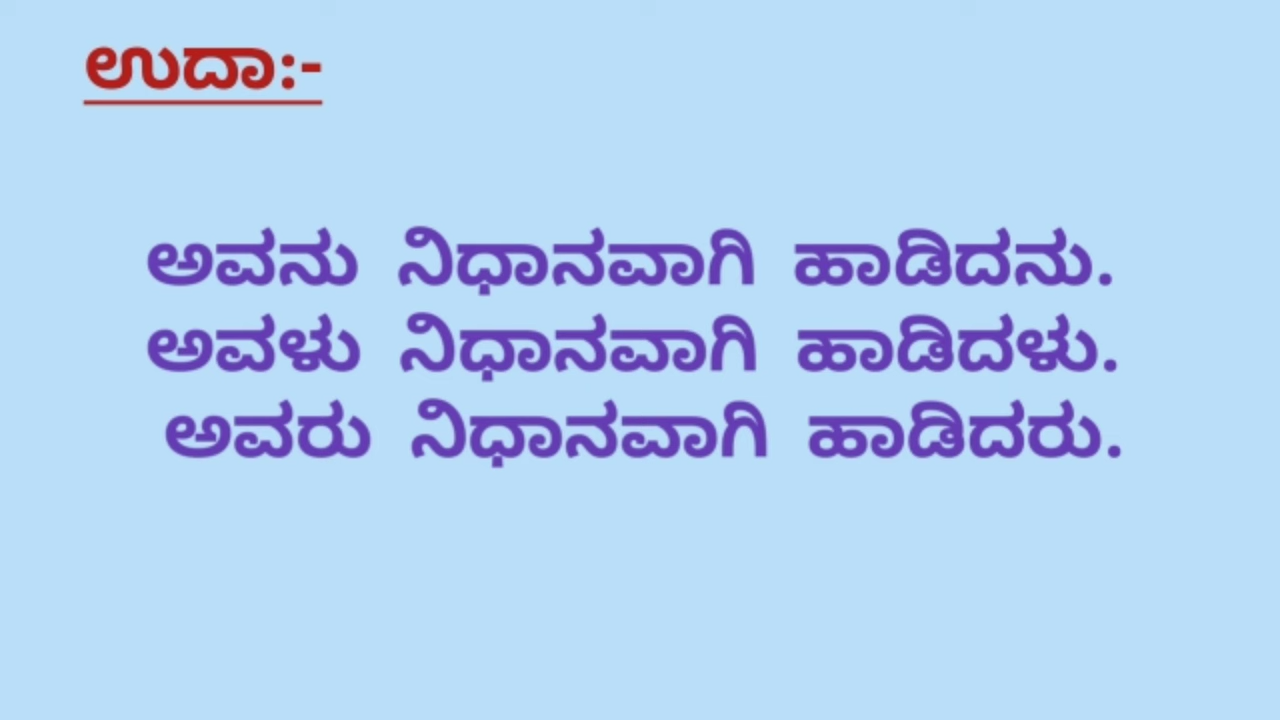 ಉದಾ:-
ಅವನು ನಿಧಾನವಾಗಿ ಹಾಡಿದನು.
ಅವಳು ನಿಧಾನವಾಗಿ ಹಾಡಿದಳು.
ಅವರು ನಿಧಾನವಾಗಿ ಹಾಡಿದರು.